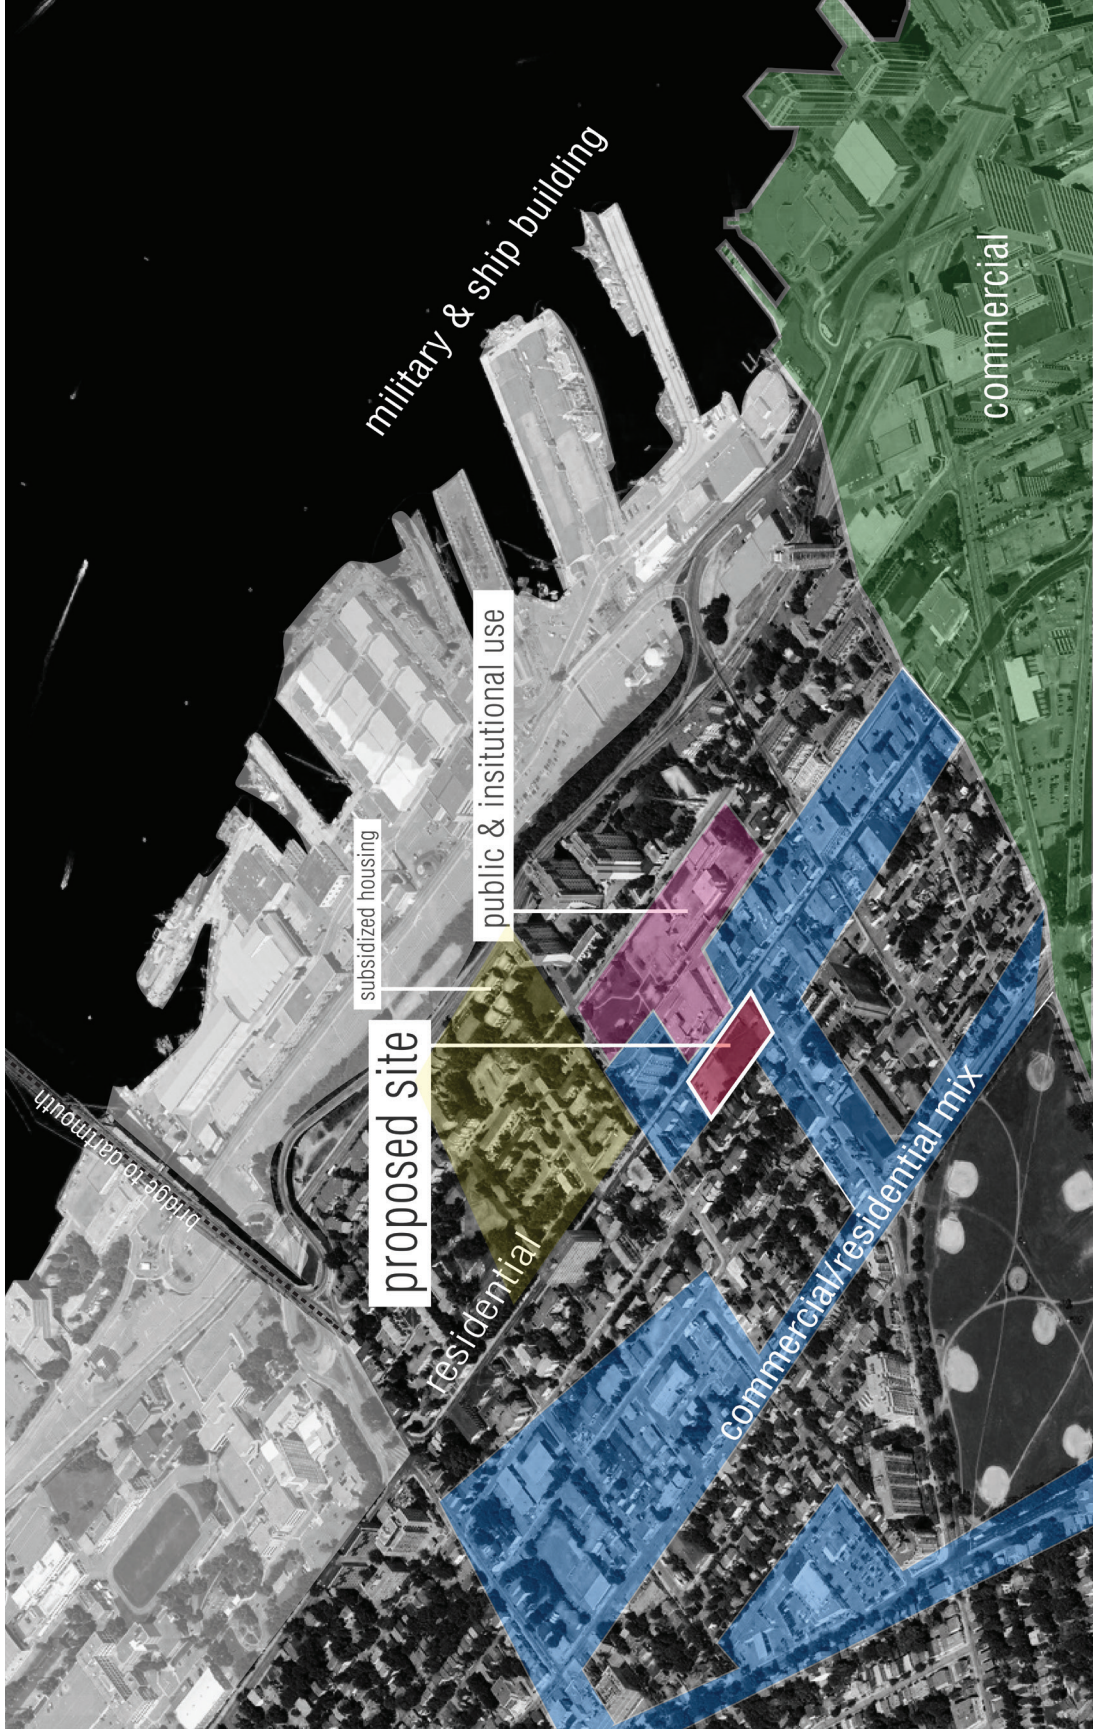 bridge to dartmouth
military & ship building
subsidized housing
public & insitutional use
proposed site
residential
commercial
commercial/residential mix